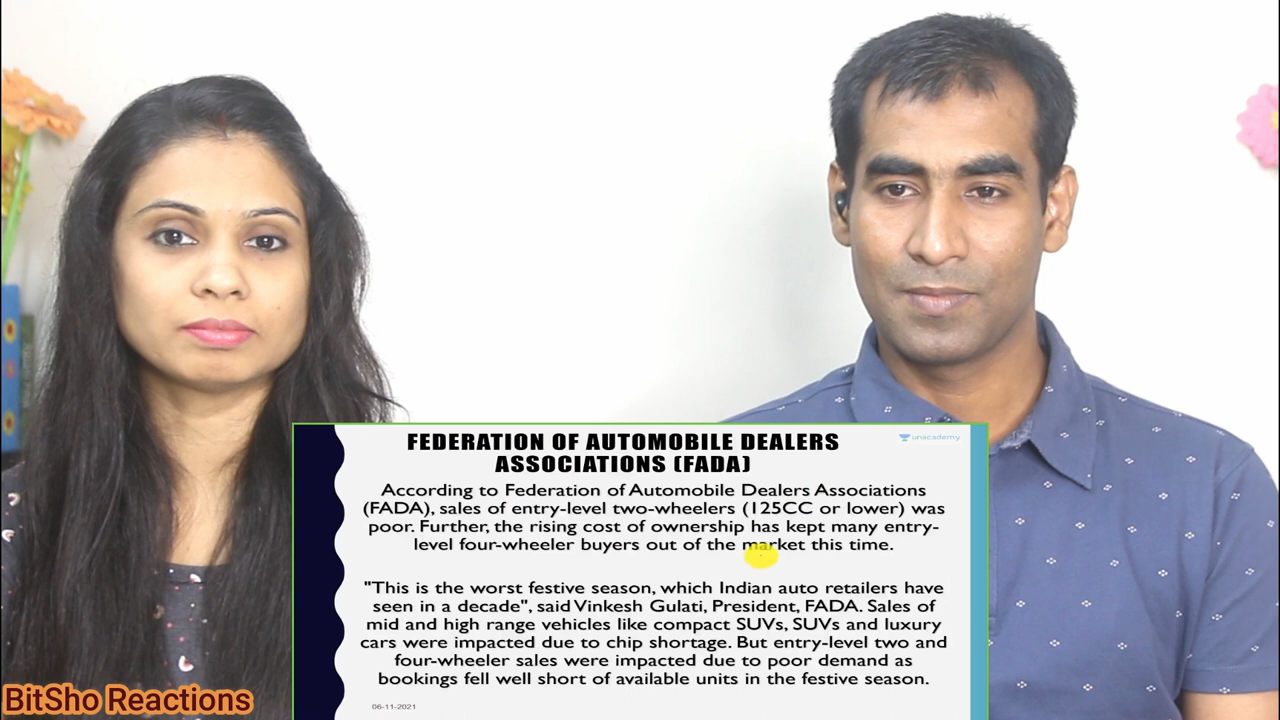 FEDERATION OF AUTOMOBILE DEALERS
ASSOCIATIONS (FADA)
unacademy
According to Federation of Automobile Dealers Associations
(FADA), sales of entry-level two-wheelers (125CC or lower) was
poor. Further, the rising cost of ownership has kept many entry-
level four-wheeler buyers out of the market this time.
"This is the worst festive season, which Indian auto retailers have
seen in a decade", said Vinkesh Gulati, President, FADA. Sales of
mid and high range vehicles like compact SUVs, SUVs and luxury
cars were impacted due to chip shortage. But entry-level two and
four-wheeler sales were impacted due to poor demand as
bookings fell well short of available units in the festive season.
06-11-2021
BitSho Reactions